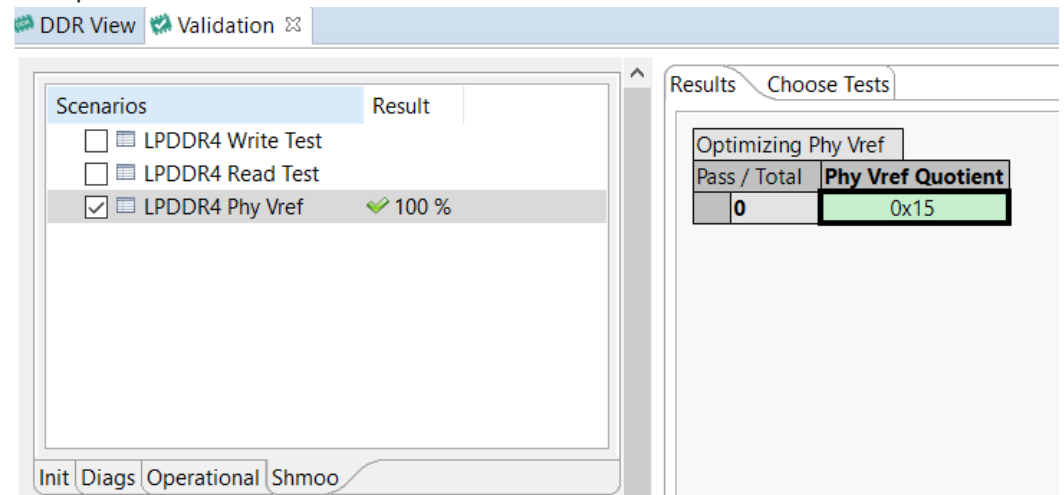 DDR View Validation
Scenarios Result
LPDDR4 Write Test
LPDDR4 Read Test
LPDDR4 Phy Vref 100 %
Init Diags Operational Shmoo
Results Choose Tests
Optimizing Phy Vref
Pass / Total Phy Vref Quotient
0 0x15